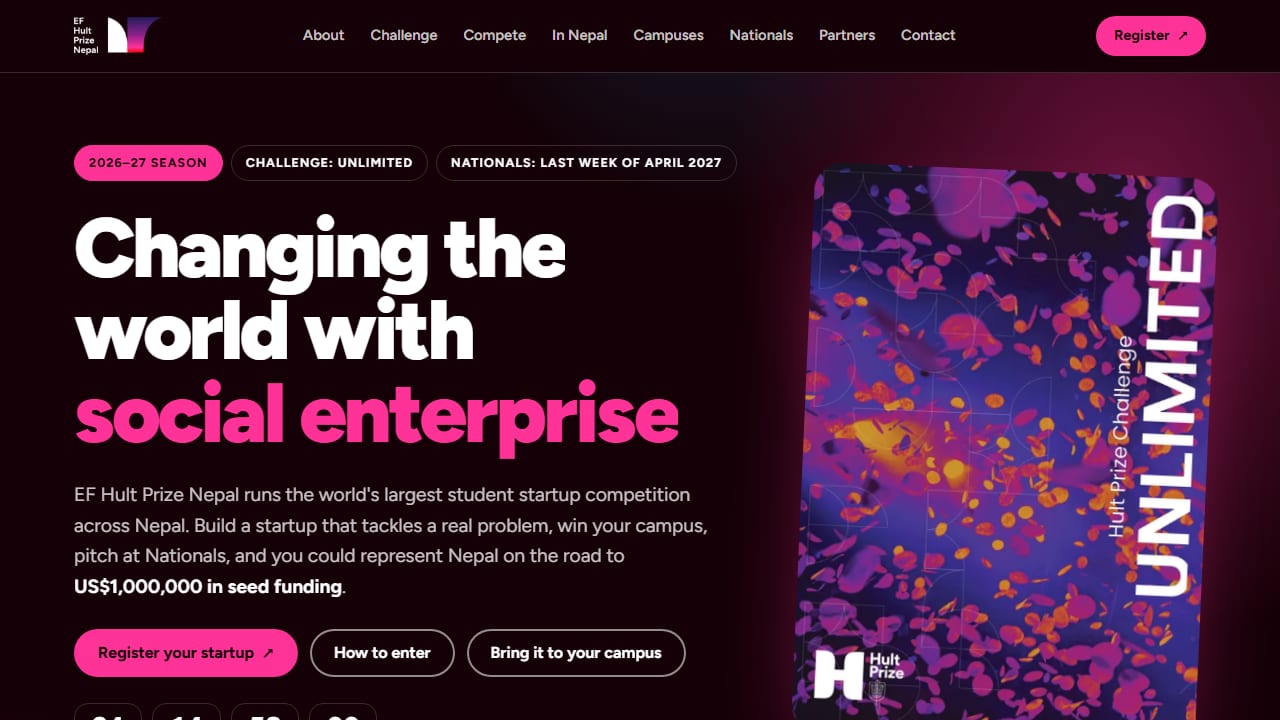 EF
Hult
Prize
Nepal
About
Challenge
Compete
In Nepal
Campuses
Nationals
Partners
Contact
Register ↗
2026–27 SEASON
CHALLENGE: UNLIMITED
NATIONALS: LAST WEEK OF APRIL 2027
Changing the
world with
social enterprise
EF Hult Prize Nepal runs the world's largest student startup competition
across Nepal. Build a startup that tackles a real problem, win your campus,
pitch at Nationals, and you could represent Nepal on the road to
US$1,000,000 in seed funding.
Register your startup ↗
How to enter
Bring it to your campus
Hult Prize Challenge
UNLIMITED
Hult
Prize